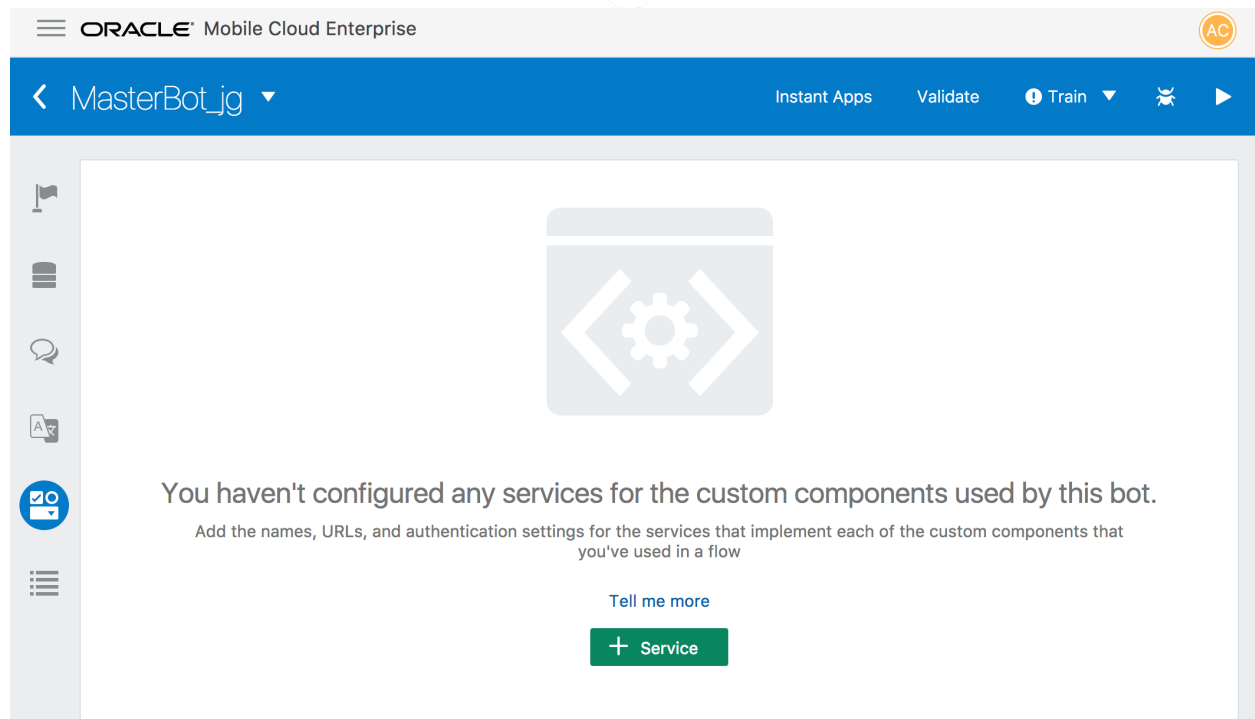 ORACLE® Mobile Cloud Enterprise
AC
MasterBot_jg
Instant Apps
Validate
Train
A
You haven't configured any services for the custom components used by this bot.
Add the names, URLs, and authentication settings for the services that implement each of the custom components that
you've used in a flow
Tell me more
+ Service